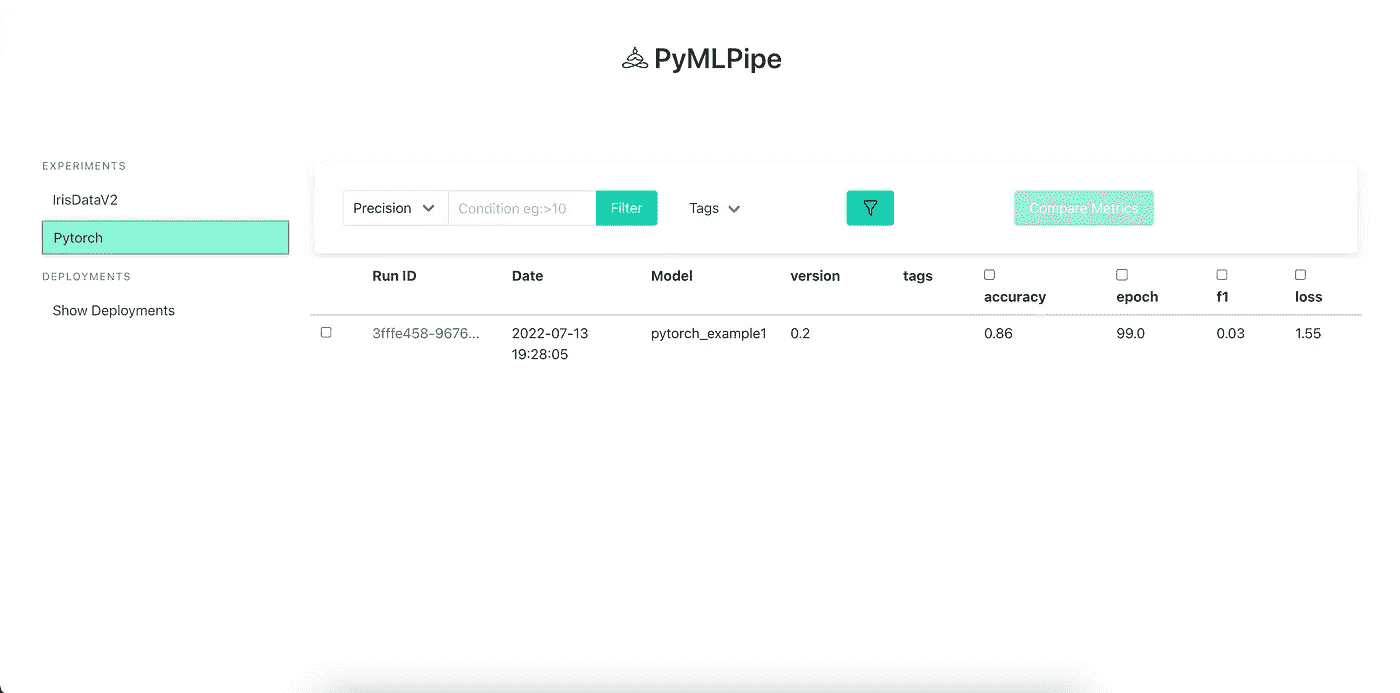 PyMLPipe
EXPERIMENTS
IrisDataV2
Pytorch
DEPLOYMENTS
Show Deployments
Precision Condition eg:>10 Filter Tags Compare Metrics
Run ID Date Model version tags accuracy epoch f1 loss
3fffe458-9676... 2022-07-13 pytorch_example1 0.2 0.86 99.0 0.03 1.55
19:28:05